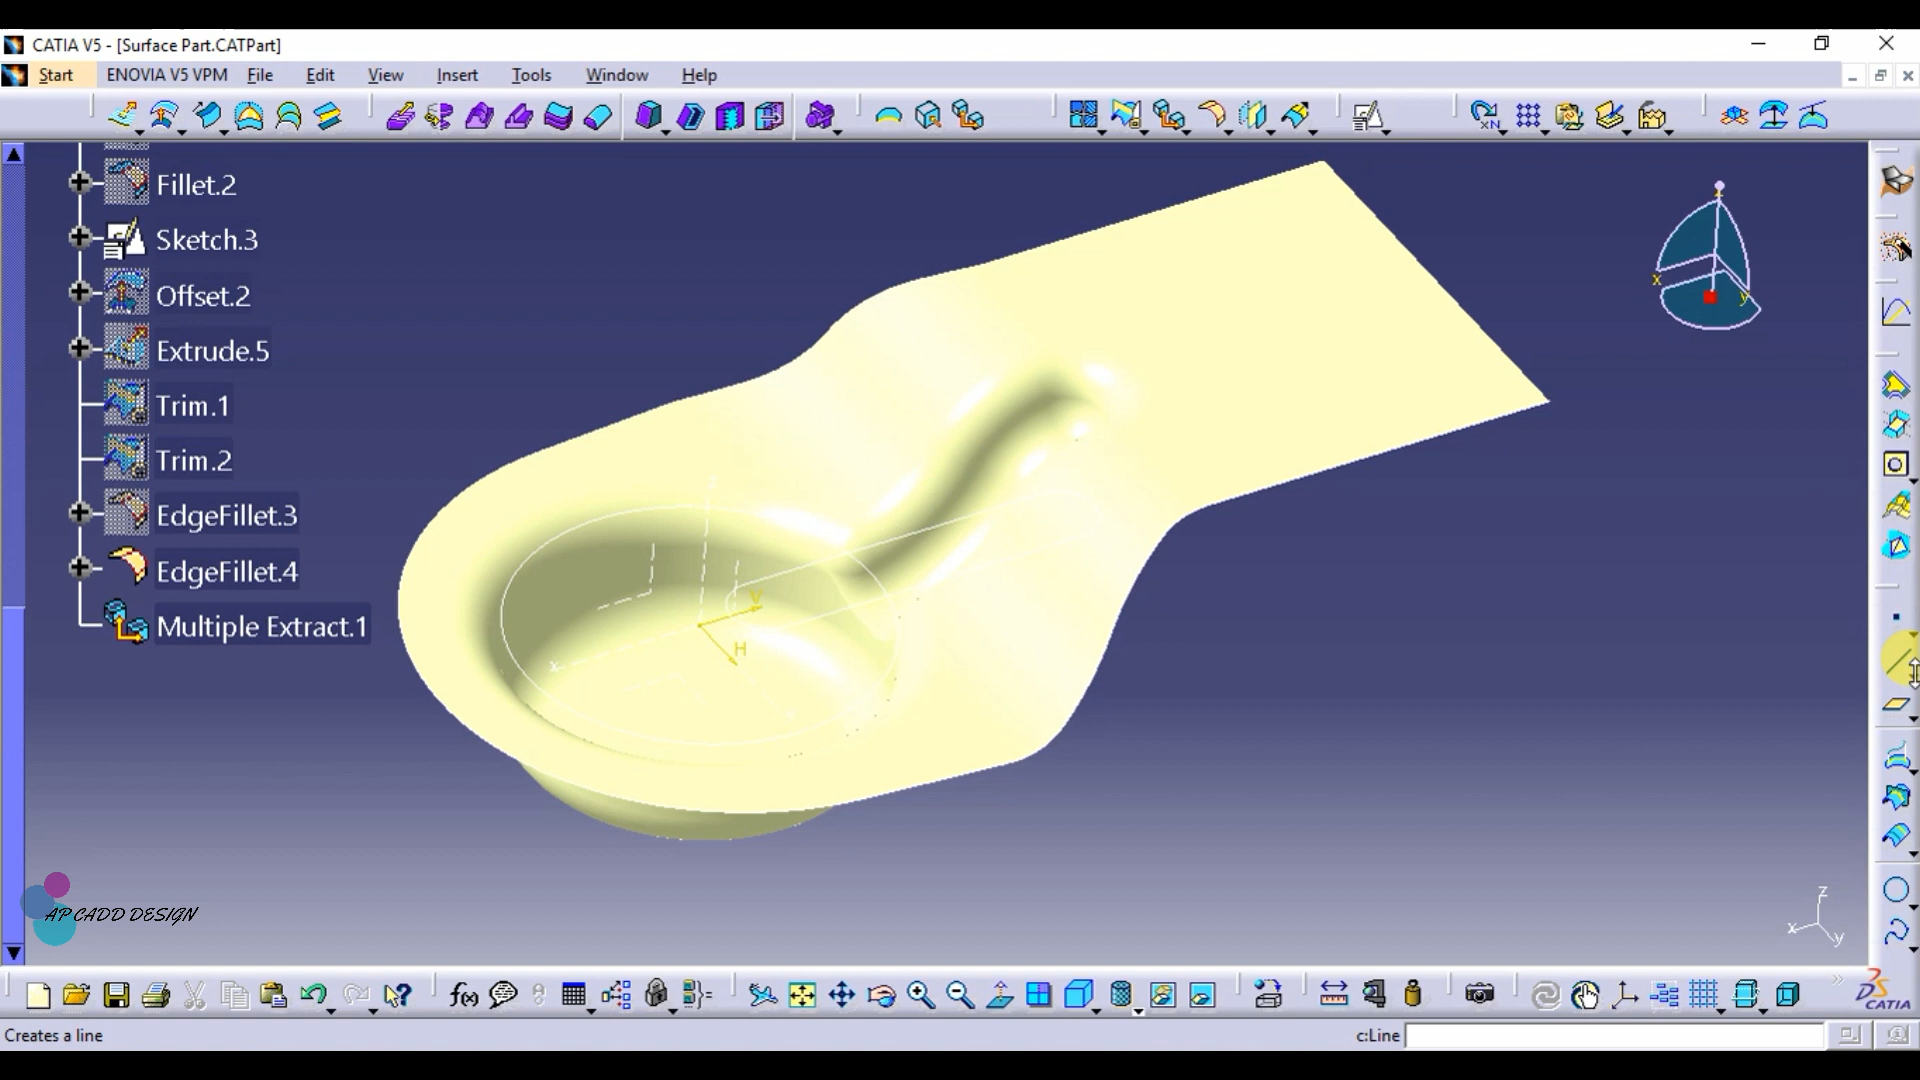 CATIA V5 - [Surface Part.CATPart]
Start ENOVIA V5 VPM File Edit View Insert Tools Window Help
Fillet.2
Sketch.3
Offset.2
Extrude.5
Trim.1
Trim.2
EdgeFillet.3
EdgeFillet.4
Multiple Extract.1
z
x
y
z
V
H
x
AP CADD DESIGN
z
x
y
f(x)
DS
CATIA
Creates a line
c:Line